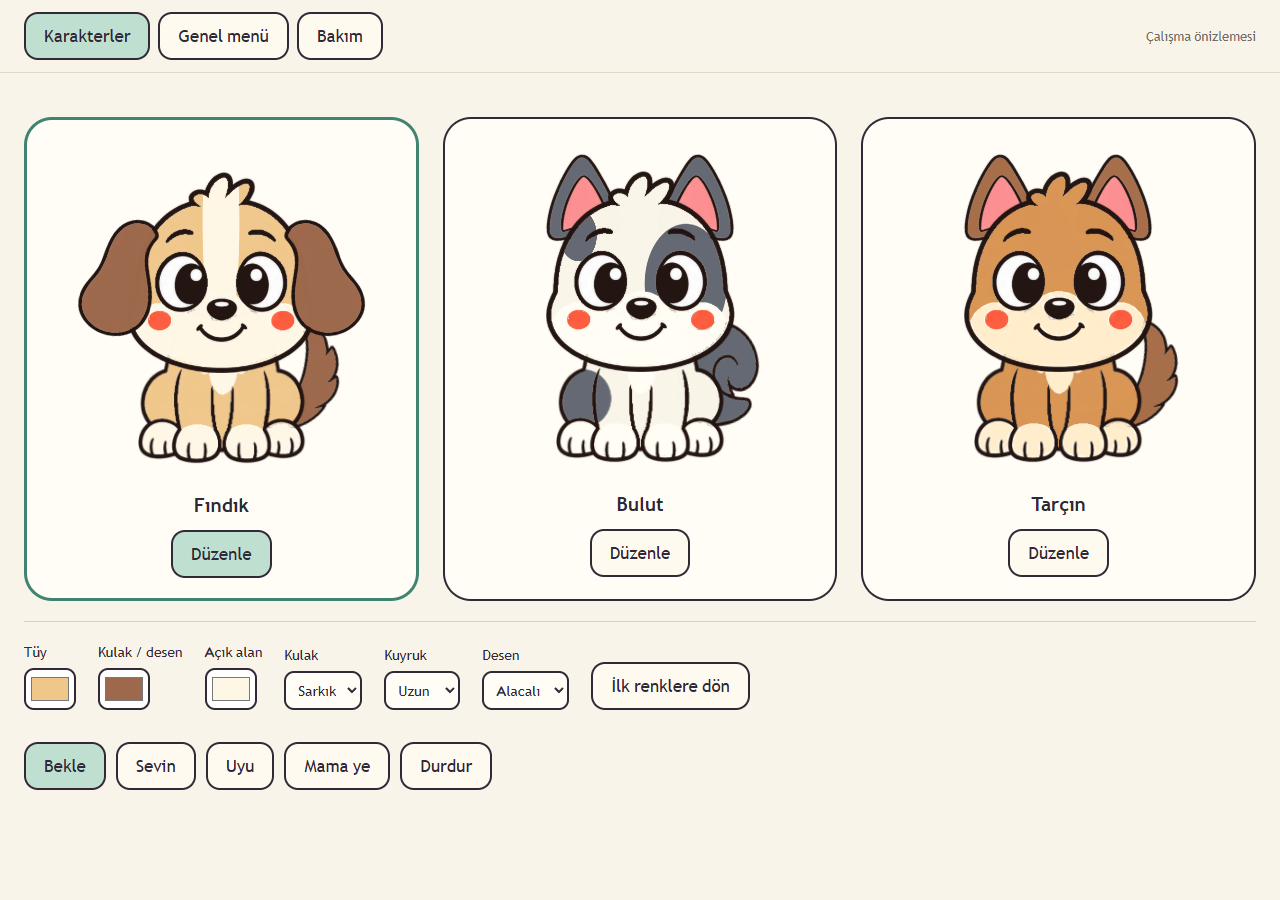 Karakterler Genel menü Bakım Çalışma önizlemesi
Fındık Bulut Tarçın
Düzenle Düzenle Düzenle
Tüy Kulak / desen Açık alan Kulak Kuyruk Desen
Sarkık Uzun Alacalı İlk renklere dön
Bekle Sevin Uyu Mama ye Durdur